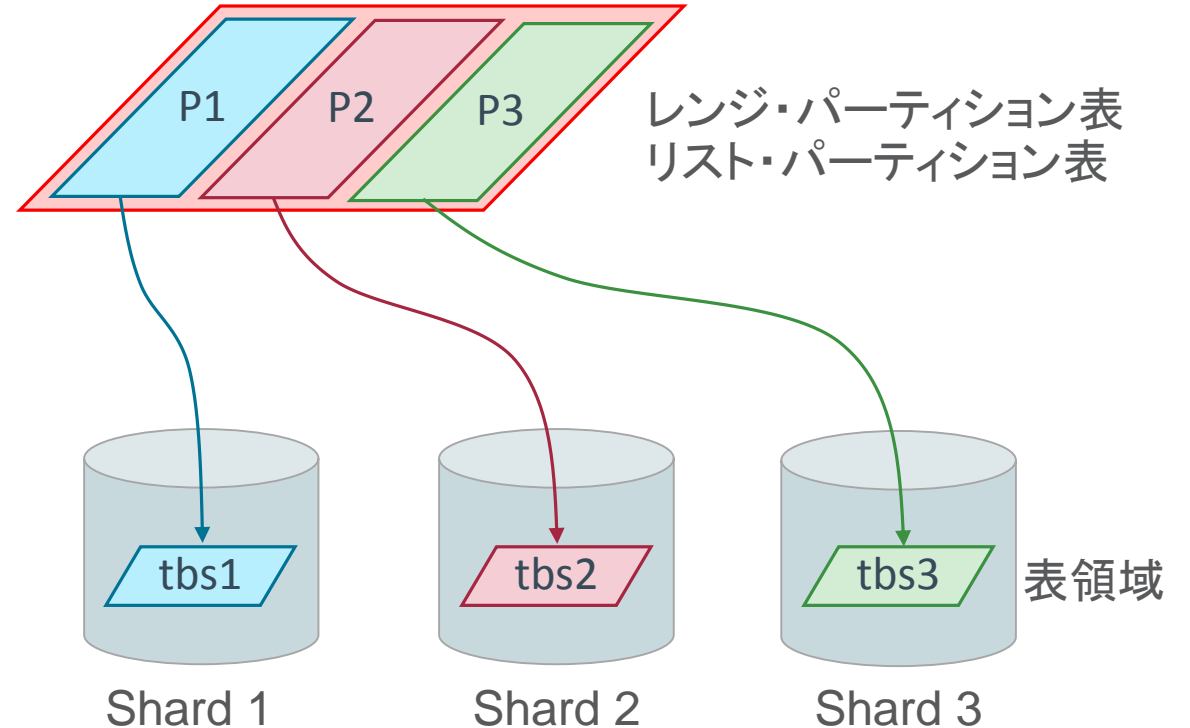 P1
P2
P3
レンジ・パーティション表
リスト・パーティション表
tbs1
tbs2
tbs3
表領域
Shard 1
Shard 2
Shard 3